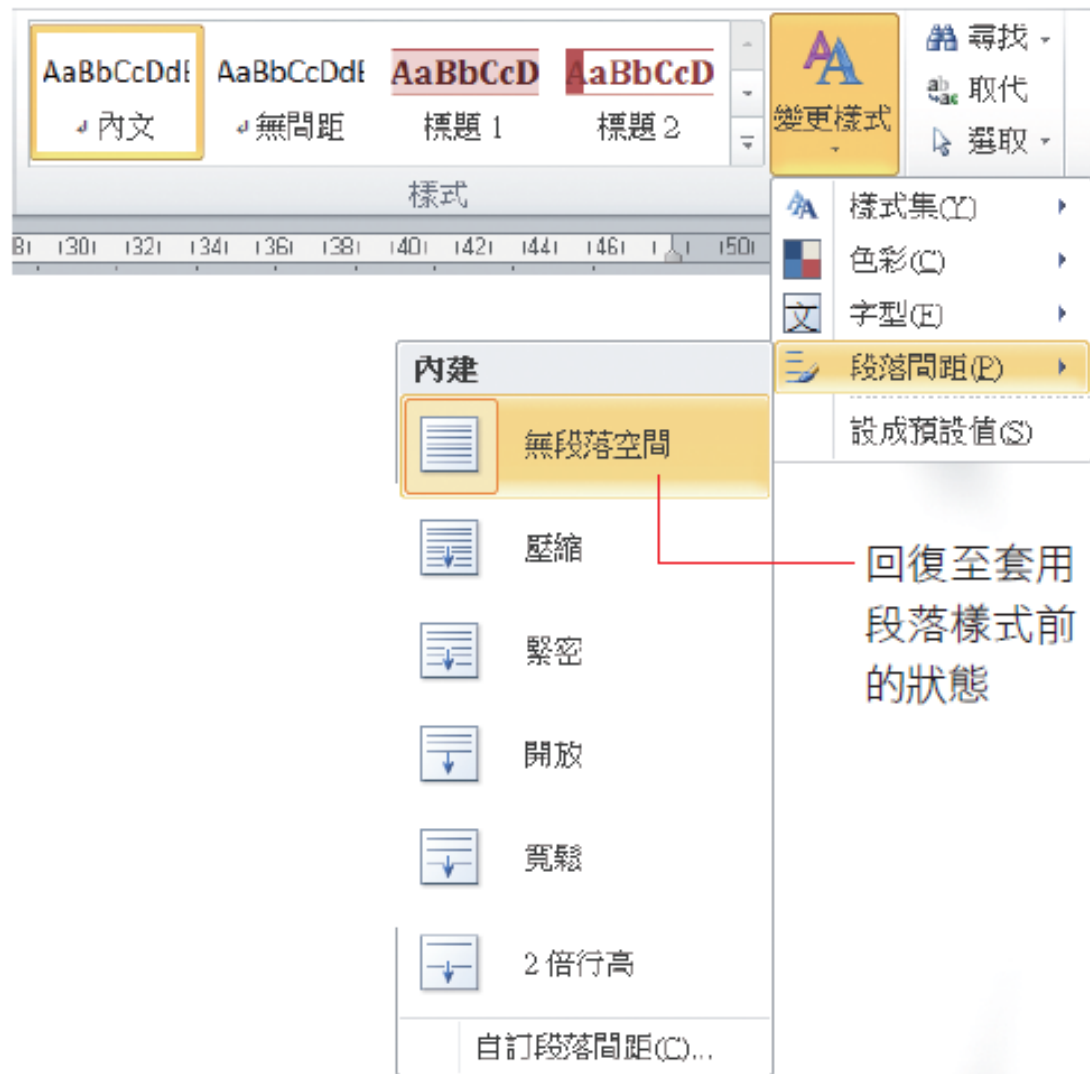 AaBbCcDdE AaBbCcDdE AaBbCcD AaBbCcD
內文 無間距 標題 1 標題 2
變更樣式
尋找
取代
選取
樣式
樣式集(Y)
色彩(C)
字型(F)
段落間距(P)
設成預設值(S)
8 30 32 34 36 38 40 42 44 46 50
內建
無段落空間
壓縮
緊密
開放
寬鬆
2 倍行高
自訂段落間距(C)...
回復至套用
段落樣式前
的狀態